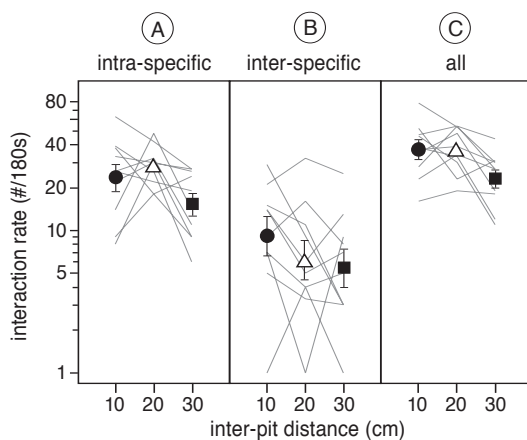 A B C
intra-specific inter-specific all
interaction rate (#/180s)
80
40
20
10
5
1
10 20 30 10 20 30 10 20 30
inter-pit distance (cm)